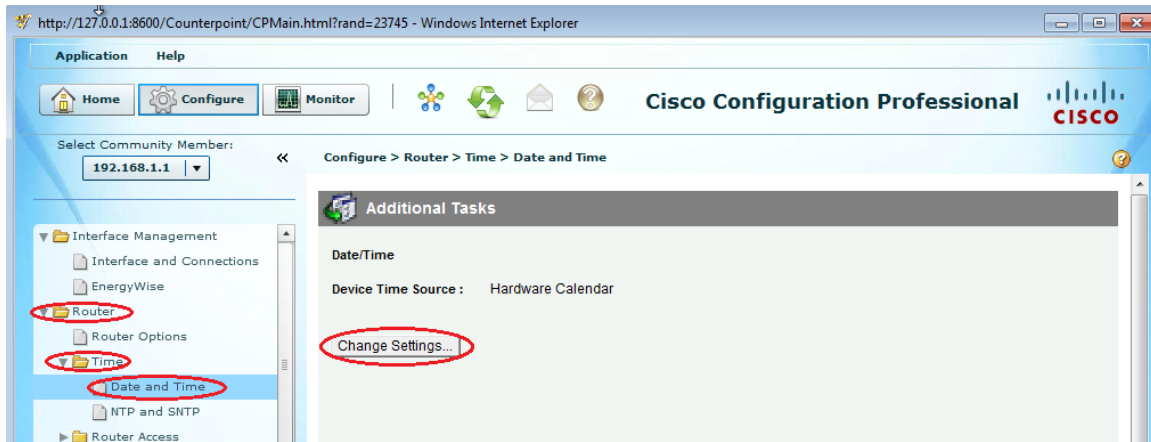 http://127.0.0.1:8600/Counterpoint/CPMain.html?rand=23745 - Windows Internet Explorer
Application Help
Home Configure Monitor Cisco Configuration Professional CISCO
Select Community Member:
192.168.1.1
« Configure > Router > Time > Date and Time
Additional Tasks
Interface Management
Interface and Connections
EnergyWise
Router
Router Options
Time
Date and Time
NTP and SNTP
Router Access
Date/Time
Device Time Source : Hardware Calendar
Change Settings...